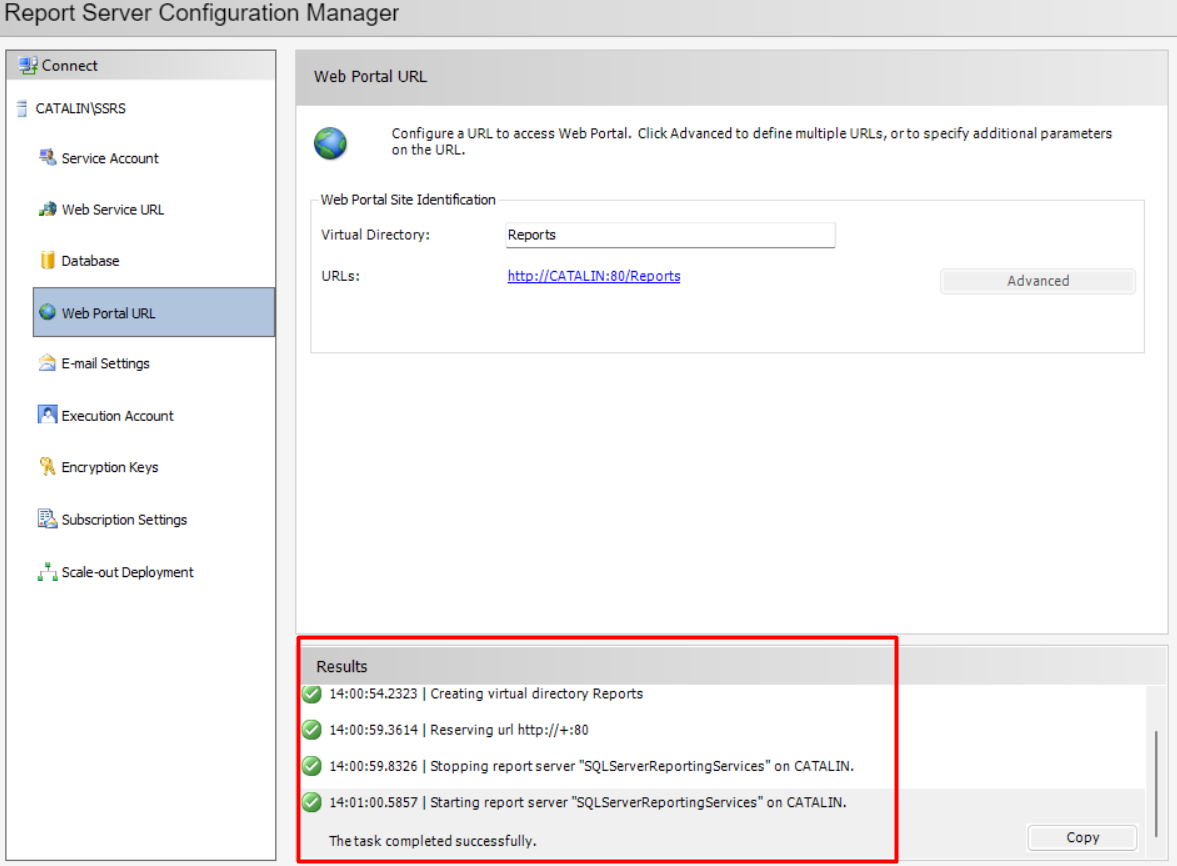 Report Server Configuration Manager
Connect
CATALIN\SSRS
Service Account
Web Service URL
Database
Web Portal URL
E-mail Settings
Execution Account
Encryption Keys
Subscription Settings
Scale-out Deployment
Web Portal URL
Configure a URL to access Web Portal. Click Advanced to define multiple URLs, or to specify additional parameters
on the URL.
Web Portal Site Identification
Virtual Directory: Reports
URLs: http://CATALIN:80/Reports
Advanced
Results
14:00:54.2323 | Creating virtual directory Reports
14:00:59.3614 | Reserving url http://+:80
14:00:59.8326 | Stopping report server "SQLServerReportingServices" on CATALIN.
14:01:00.5857 | Starting report server "SQLServerReportingServices" on CATALIN.
The task completed successfully.
Copy